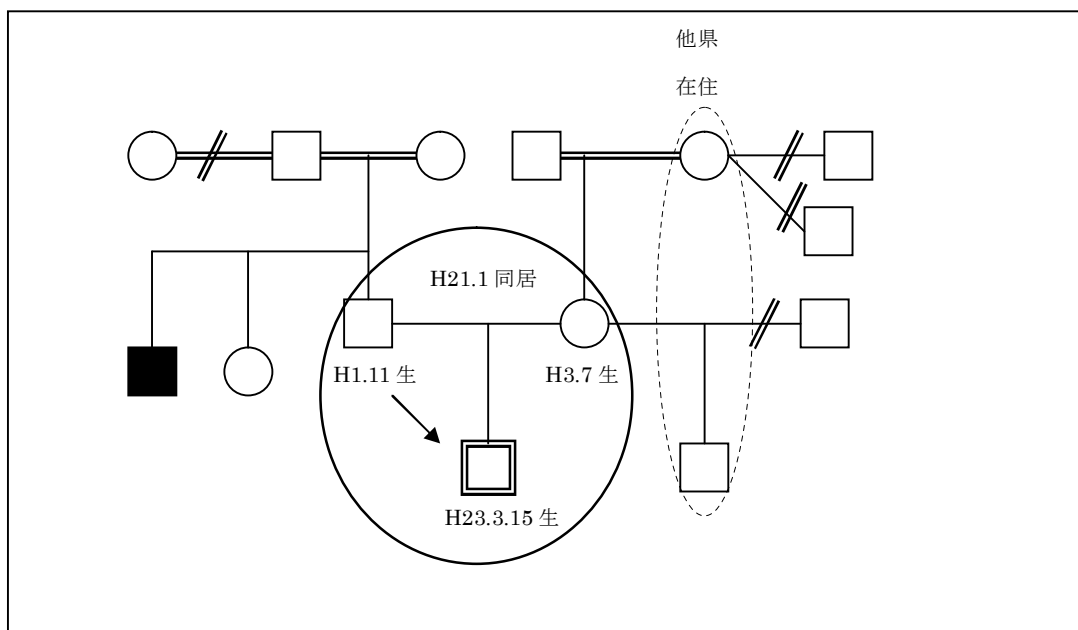 他県
在住
H21.1 同居
H1.11 生
H3.7 生
H23.3.15 生